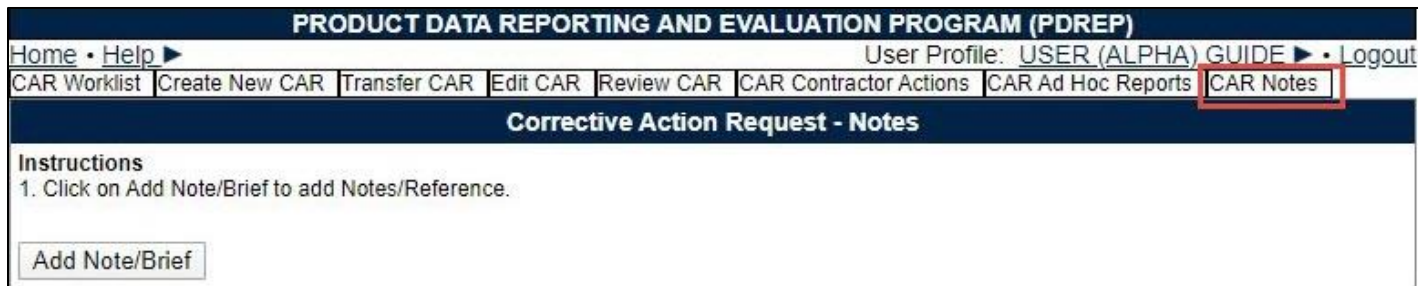 PRODUCT DATA REPORTING AND EVALUATION PROGRAM (PDREP)
Home • Help ► User Profile: USER (ALPHA) GUIDE ► • Logout
CAR Worklist Create New CAR Transfer CAR Edit CAR Review CAR CAR Contractor Actions CAR Ad Hoc Reports CAR Notes
Corrective Action Request - Notes
Instructions
1. Click on Add Note/Brief to add Notes/Reference.
Add Note/Brief